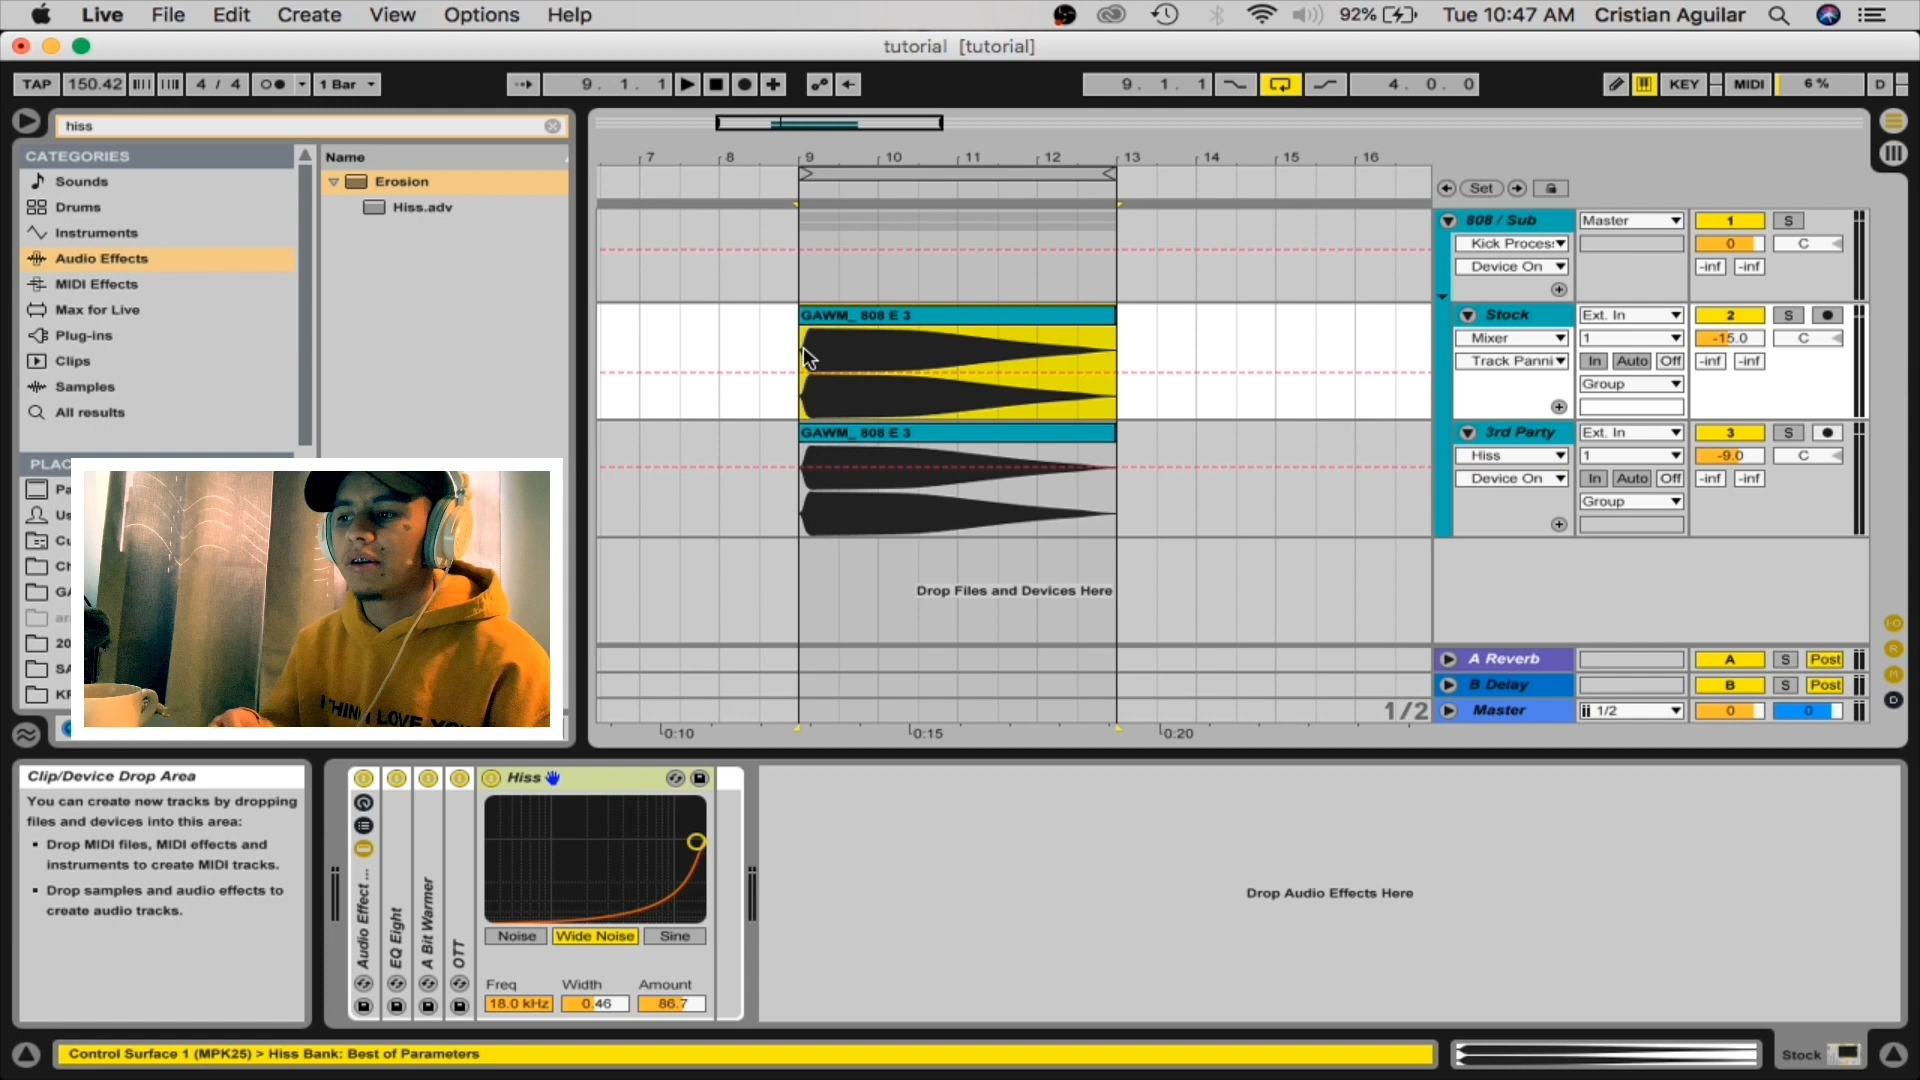 Live File Edit Create View Options Help 92% Tue 10:47 AM Cristian Aguilar
tutorial [tutorial]
TAP 150.42 4 / 4 1 Bar 9. 1. 1 9. 1. 1 4. 0. 0 KEY MIDI 6 % D
hiss
CATEGORIES
Sounds
Drums
Instruments
Audio Effects
MIDI Effects
Max for Live
Plug-ins
Clips
Samples
All results
Name
Erosion
Hiss.adv
7 8 9 10 11 12 13 14 15 16
GAWM_ 808 E 3
GAWM_ 808 E 3
Drop Files and Devices Here
1/2
0:10 0:15 0:20
Set
808 / Sub Master 1 S
Kick Proces: 0 C
Device On -inf -inf
Stock Ext. In 2 S
Mixer 1 -15.0 C
Track Panni In Auto Off -inf -inf
Group
3rd Party Ext. In 3 S
Hiss 1 -9.0 C
Device On In Auto Off -inf -inf
Group
A Reverb A S Post
B Delay B S Post
Master 1/2 0 0
Clip/Device Drop Area
You can create new tracks by dropping
files and devices into this area:
▪ Drop MIDI files, MIDI effects and
instruments to create MIDI tracks.
▪ Drop samples and audio effects to
create audio tracks.
Audio Effect ...
EQ Eight
A Bit Warmer
OTT
Hiss
Noise Wide Noise Sine
Freq Width Amount
18.0 kHz 0.46 86.7
Drop Audio Effects Here
Control Surface 1 (MPK25) > Hiss Bank: Best of Parameters
Stock